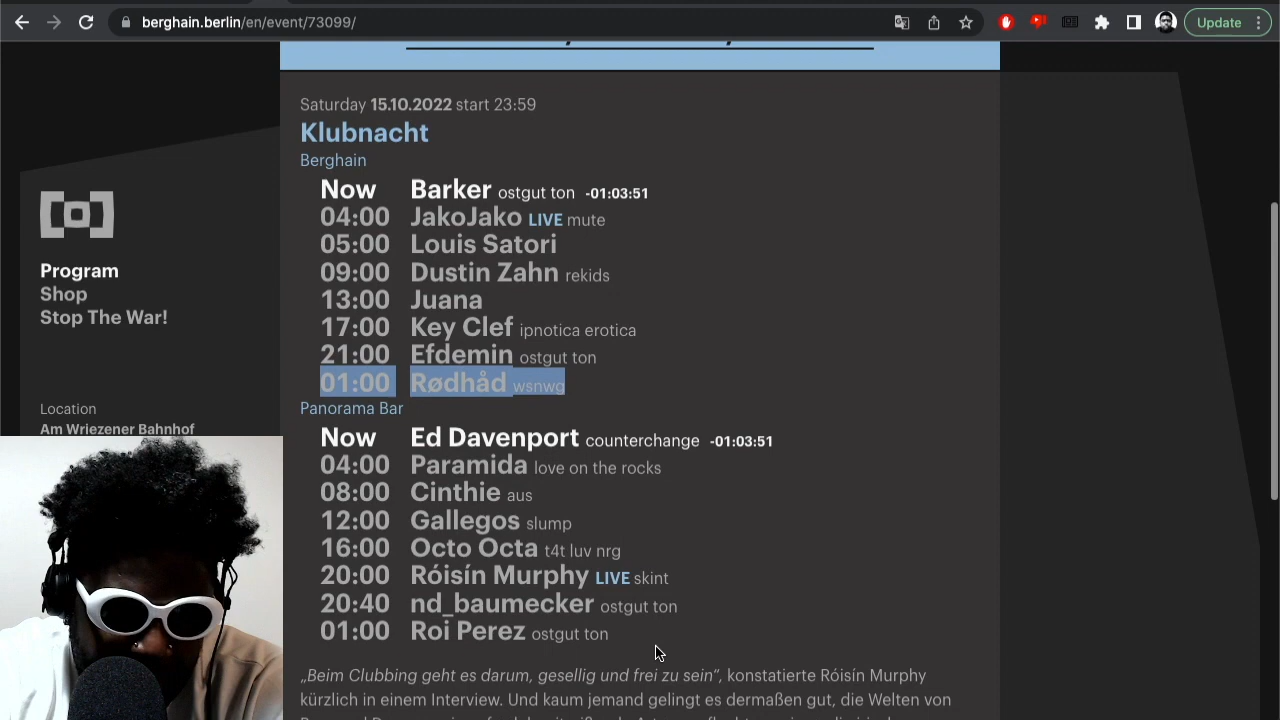 berghain.berlin/en/event/73099/
Update
Saturday 15.10.2022 start 23:59
Klubnacht
Berghain
Now Barker ostgut ton -01:03:51
04:00 JakoJako LIVE mute
05:00 Louis Satori
09:00 Dustin Zahn rekids
13:00 Juana
17:00 Key Clef ipnotica erotica
21:00 Efdemin ostgut ton
01:00 Rødhåd wsnwg
Panorama Bar
Now Ed Davenport counterchange -01:03:51
04:00 Paramida love on the rocks
08:00 Cinthie aus
12:00 Gallegos slump
16:00 Octo Octa t4t luv nrg
20:00 Róisín Murphy LIVE skint
20:40 nd_baumecker ostgut ton
01:00 Roi Perez ostgut ton
„Beim Clubbing geht es darum, gesellig und frei zu sein“, konstatierte Róisín Murphy
kürzlich in einem Interview. Und kaum jemand gelingt es dermaßen gut, die Welten von
Program
Shop
Stop The War!
Location
Am Wriezener Bahnhof